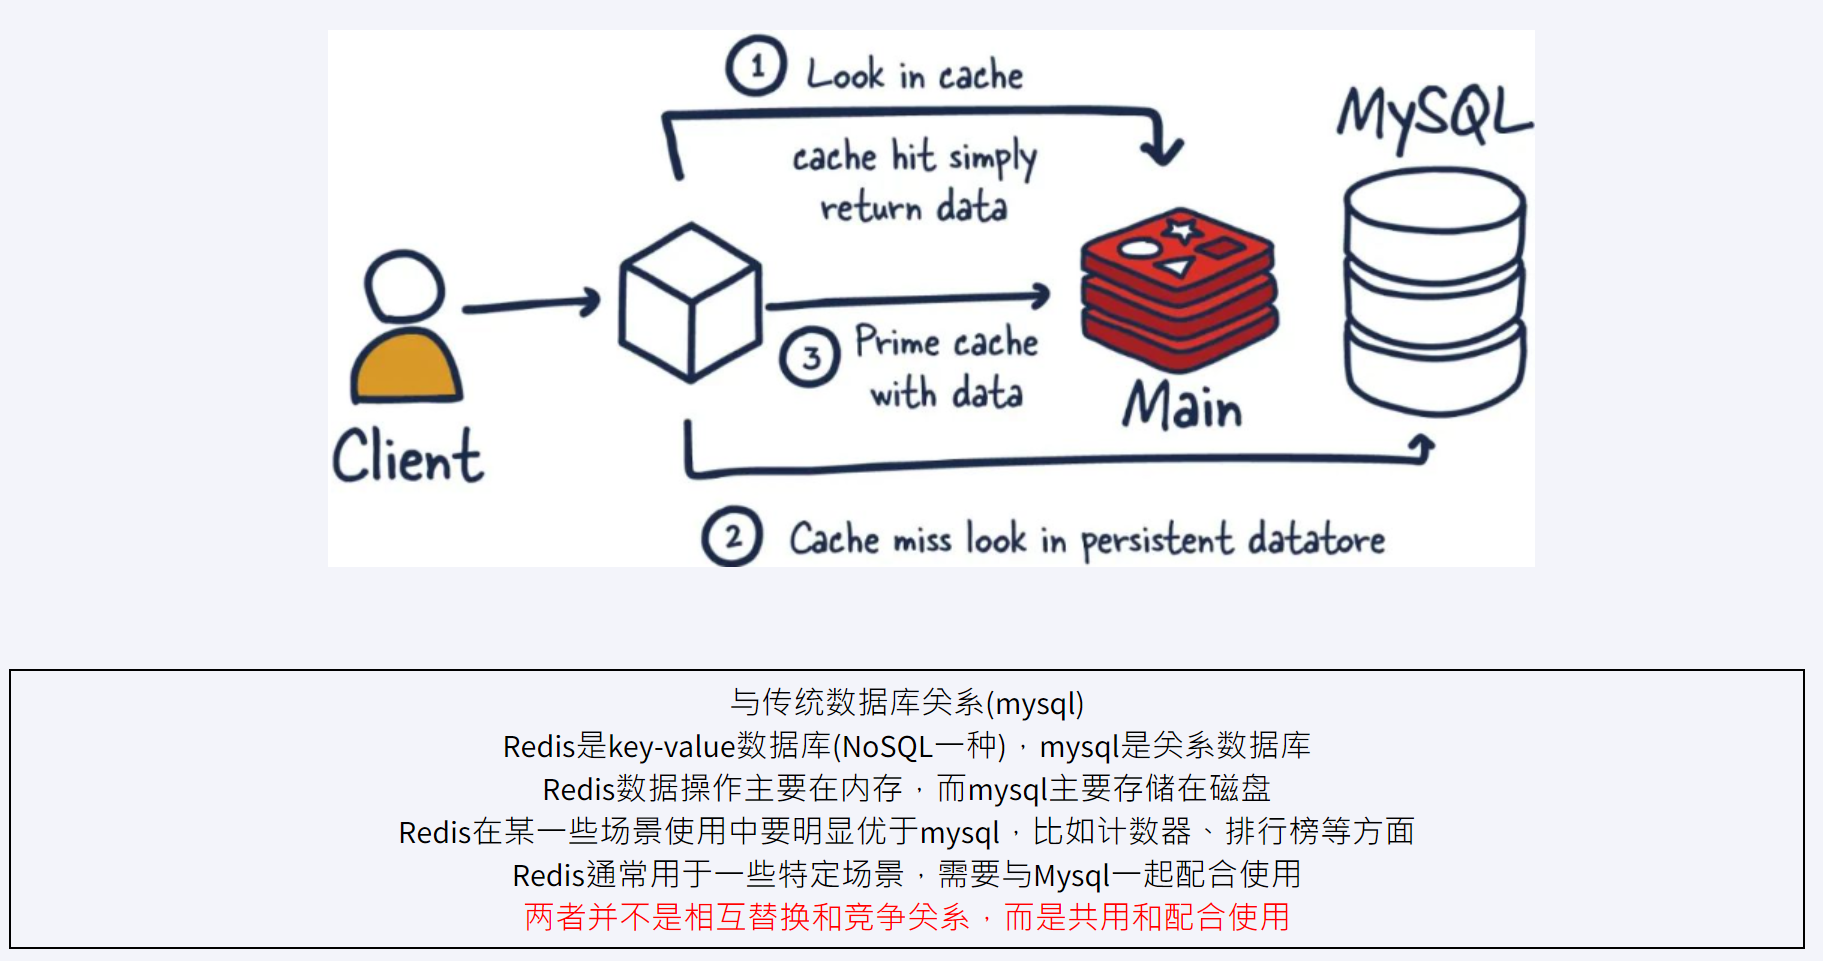 1 Look in cache
MySQL
cache hit simply
return data
3 Prime cache
with data
Main
Client
2 Cache miss look in persistent datatore
与传统数据库关系(mysql)
Redis是key-value数据库(NoSQL一种)，mysql是关系数据库
Redis数据操作主要在内存，而mysql主要存储在磁盘
Redis在某一些场景使用中要明显优于mysql，比如计数器、排行榜等方面
Redis通常用于一些特定场景，需要与Mysql一起配合使用
两者并不是相互替换和竞争关系，而是共用和配合使用